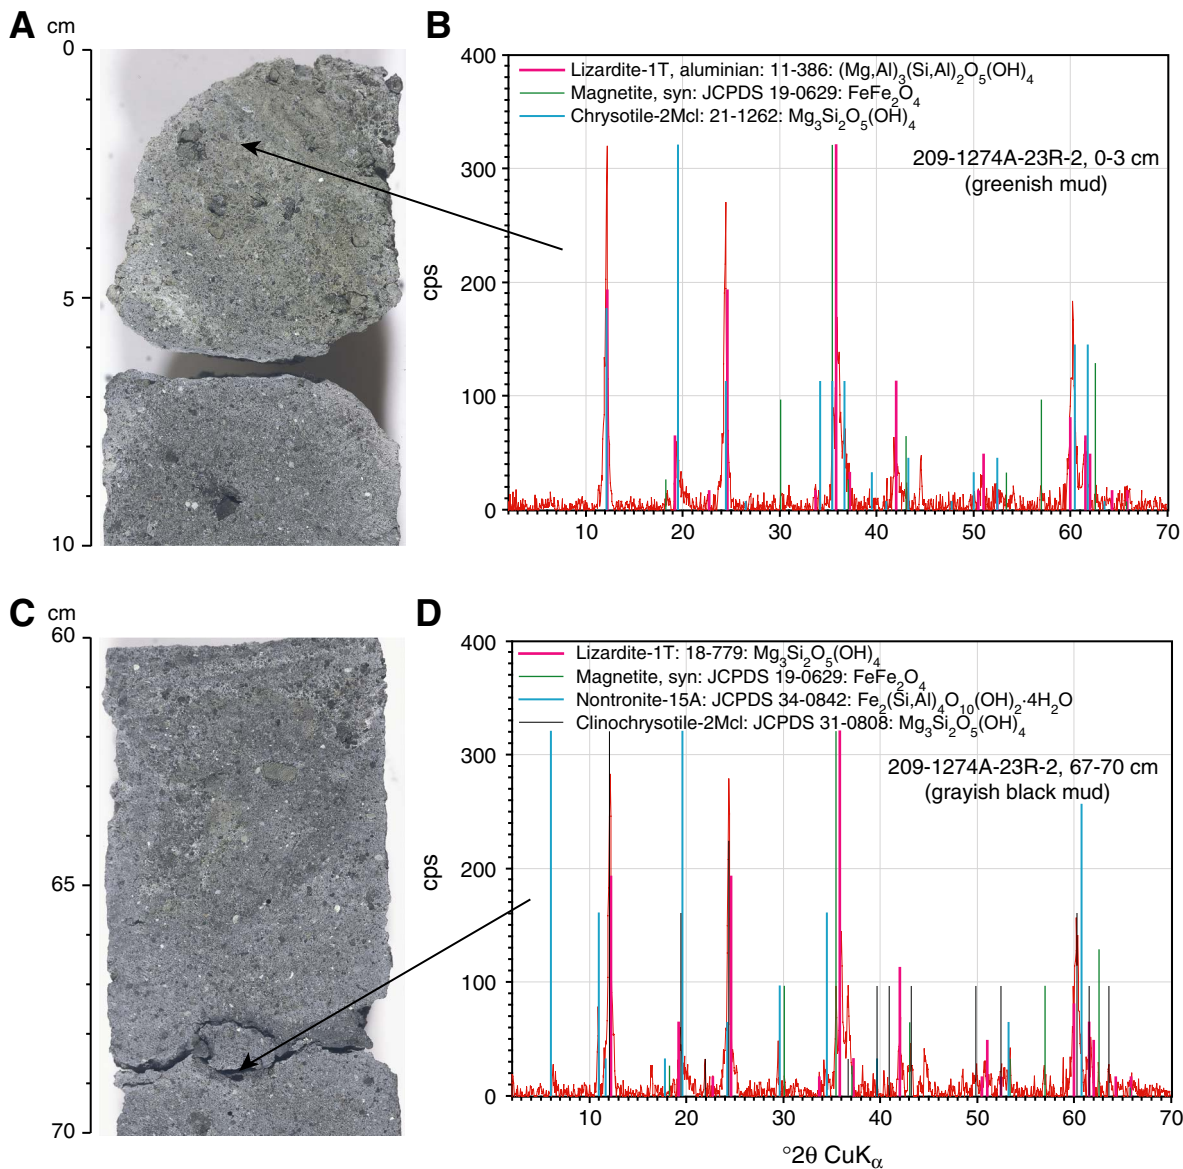 A
cm
0
5
10
B
400
300
200
100
0
cps
Lizardite-1T, aluminian: 11-386: (Mg,Al)₃(Si,Al)₂O₅(OH)₄
Magnetite, syn: JCPDS 19-0629: FeFe₂O₄
Chrysotile-2Mcl: 21-1262: Mg₃Si₂O₅(OH)₄
209-1274A-23R-2, 0-3 cm
(greenish mud)
10 20 30 40 50 60 70
C
cm
60
65
70
D
400
300
200
100
0
cps
Lizardite-1T: 18-779: Mg₃Si₂O₅(OH)₄
Magnetite, syn: JCPDS 19-0629: FeFe₂O₄
Nontronite-15A: JCPDS 34-0842: Fe₂(Si,Al)₄O₁₀(OH)₂·4H₂O
Clinochrysotile-2Mcl: JCPDS 31-0808: Mg₃Si₂O₅(OH)₄
209-1274A-23R-2, 67-70 cm
(grayish black mud)
10 20 30 40 50 60 70
°2θ CuKα